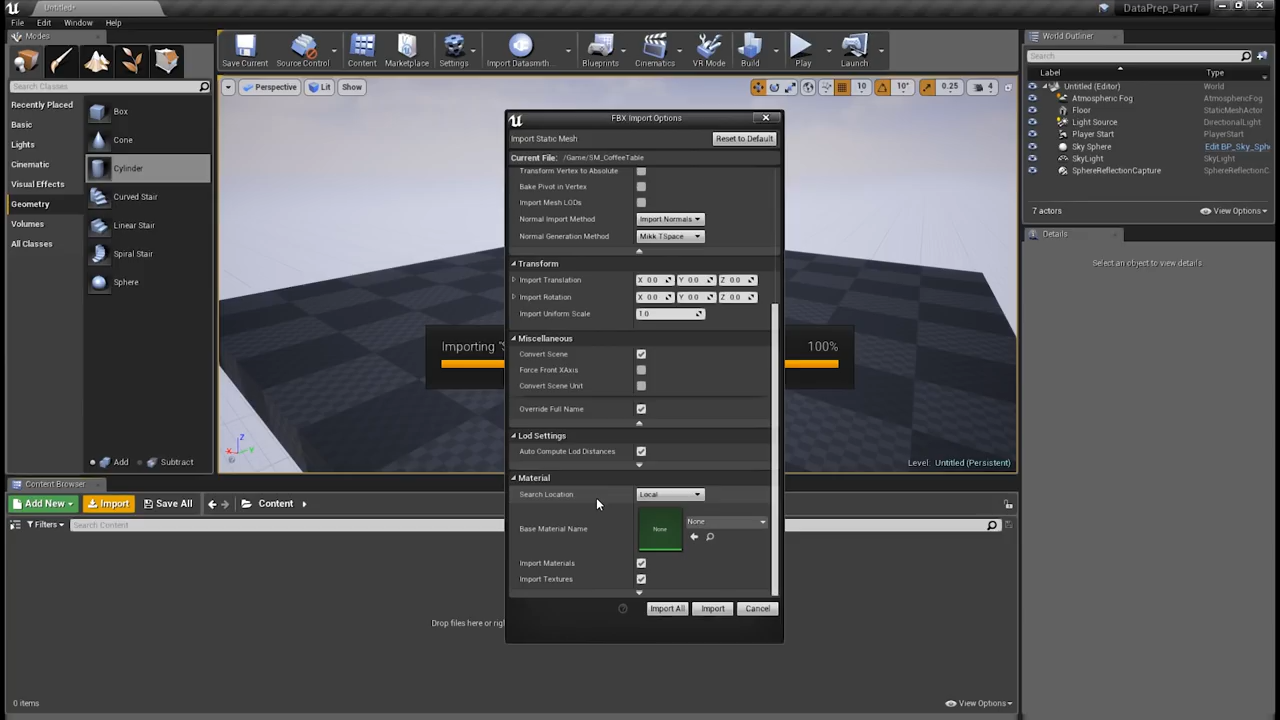 Untitled*
DataPrep_Part7
File Edit Window Help
Modes
Search Classes
Recently Placed
Basic
Lights
Cinematic
Visual Effects
Geometry
Volumes
All Classes
Box
Cone
Cylinder
Curved Stair
Linear Stair
Spiral Stair
Sphere
Add Subtract
Save Current Source Control Content Marketplace Settings Import Datasmith... Blueprints Cinematics VR Mode Build Play Launch
Perspective Lit Show
10 10° 0.25 4
Importing "S
100%
Level: Untitled (Persistent)
FBX Import Options
Import Static Mesh Reset to Default
Current File: /Game/SM_CoffeeTable
Transform Vertex to Absolute
Bake Pivot in Vertex
Import Mesh LODs
Normal Import Method Import Normals
Normal Generation Method Mikk TSpace
Transform
Import Translation X 0.0 Y 0.0 Z 0.0
Import Rotation X 0.0 Y 0.0 Z 0.0
Import Uniform Scale 1.0
Miscellaneous
Convert Scene
Force Front XAxis
Convert Scene Unit
Override Full Name
Lod Settings
Auto Compute Lod Distances
Material
Search Location Local
Base Material Name None None
Import Materials
Import Textures
Import All Import Cancel
World Outliner
Search
Label Type
Untitled (Editor) World
Atmospheric Fog AtmosphericFog
Floor StaticMeshActor
Light Source DirectionalLight
Player Start PlayerStart
Sky Sphere Edit BP_Sky_Sphe
SkyLight SkyLight
SphereReflectionCapture SphereReflectionC
7 actors View Options
Details
Select an object to view details
Content Browser
Add New Import Save All Content
Filters Search Content
Drop files here or righ
0 items View Options
X Y Z